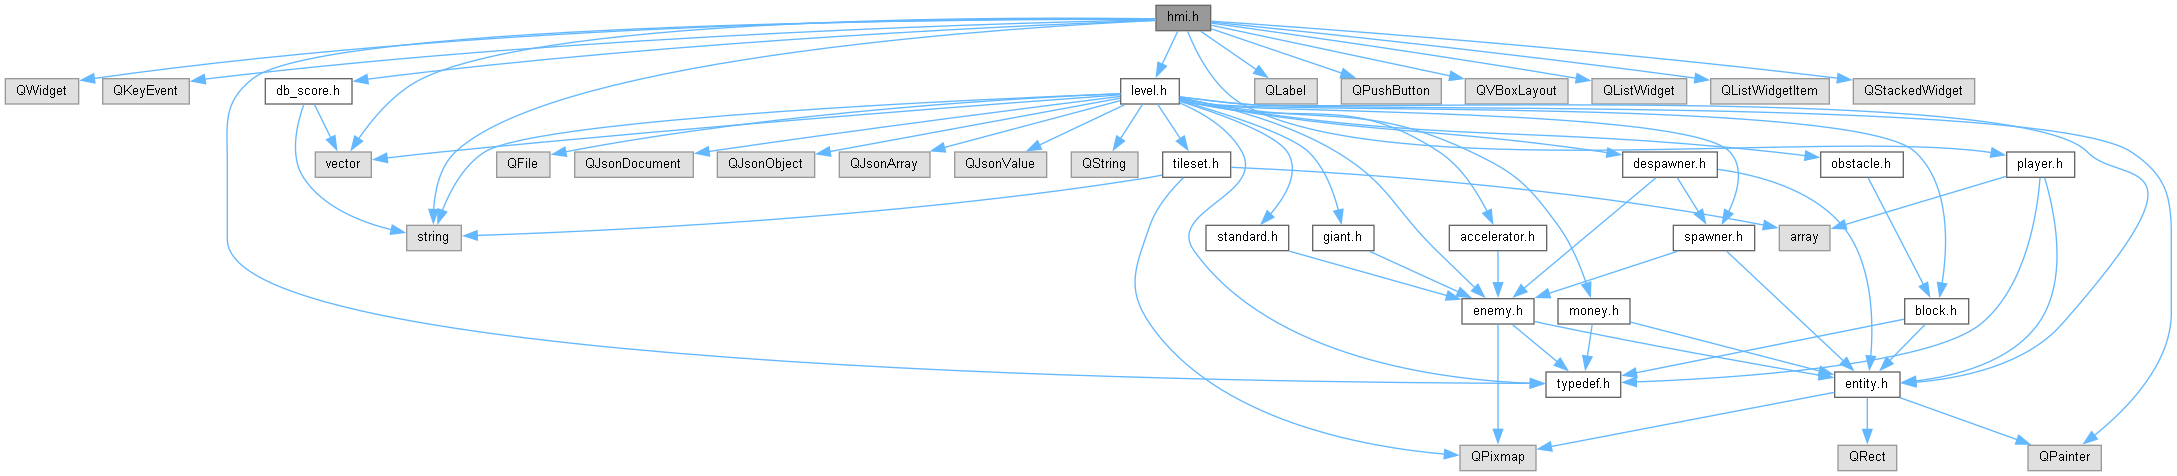 hmi.h
QWidget
QKeyEvent
db_score.h
level.h
QLabel
QPushButton
QVBoxLayout
QListWidget
QListWidgetItem
QStackedWidget
vector
QFile
QJsonDocument
QJsonObject
QJsonArray
QJsonValue
QString
tileset.h
despawner.h
obstacle.h
player.h
string
standard.h
giant.h
accelerator.h
spawner.h
array
enemy.h
money.h
block.h
typedef.h
entity.h
QPixmap
QRect
QPainter